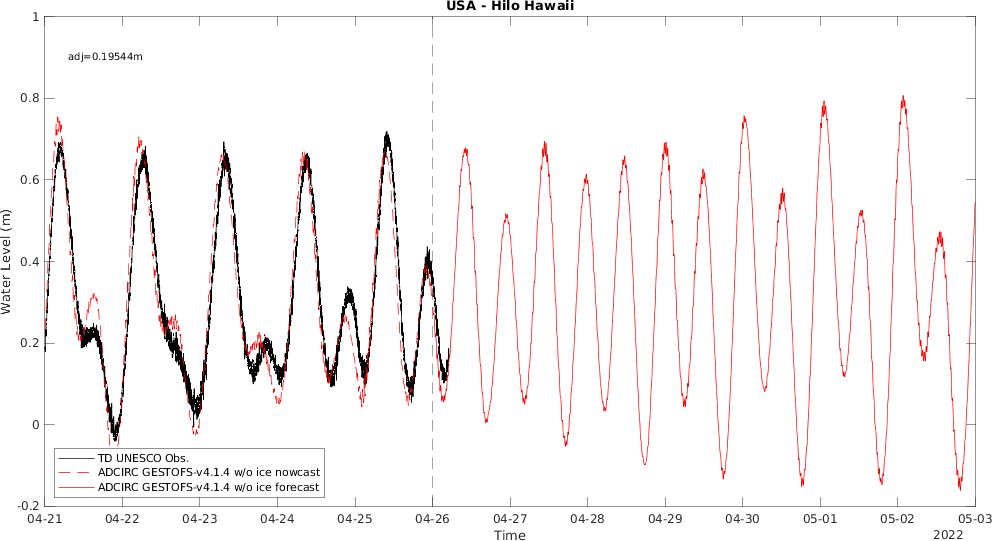 USA - Hilo Hawaii
adj=0.19544m
1
0.8
0.6
0.4
0.2
0
-0.2
Water Level (m)
TD UNESCO Obs.
ADCIRC GESTOFS-v4.1.4 w/o ice nowcast
ADCIRC GESTOFS-v4.1.4 w/o ice forecast
04-21 04-22 04-23 04-24 04-25 04-26 04-27 04-28 04-29 04-30 05-01 05-02 05-03
Time
2022